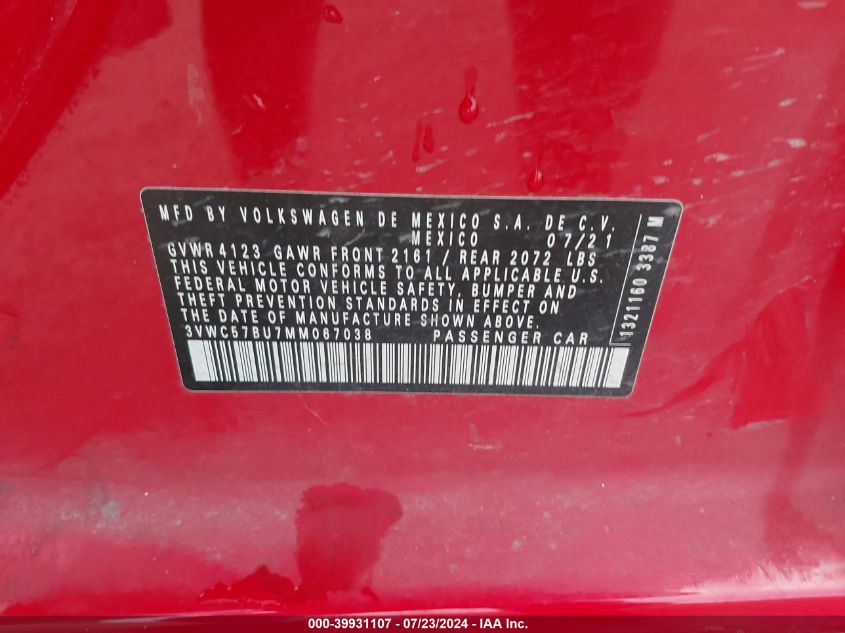 MFD BY VOLKSWAGEN DE MEXICO S.A. DE C.V.
MEXICO 07/21
GVWR 4123 GAWR FRONT 2161 / REAR 2072 LBS
THIS VEHICLE CONFORMS TO ALL APPLICABLE U.S.
FEDERAL MOTOR VEHICLE SAFETY, BUMPER AND
THEFT PREVENTION STANDARDS IN EFFECT ON
THE DATE OF MANUFACTURE SHOWN ABOVE.
3VWC57BU7MM067038 PASSENGER CAR
1321160 3387 M
000-39931107 / 07/23/2024 - IAA Inc.